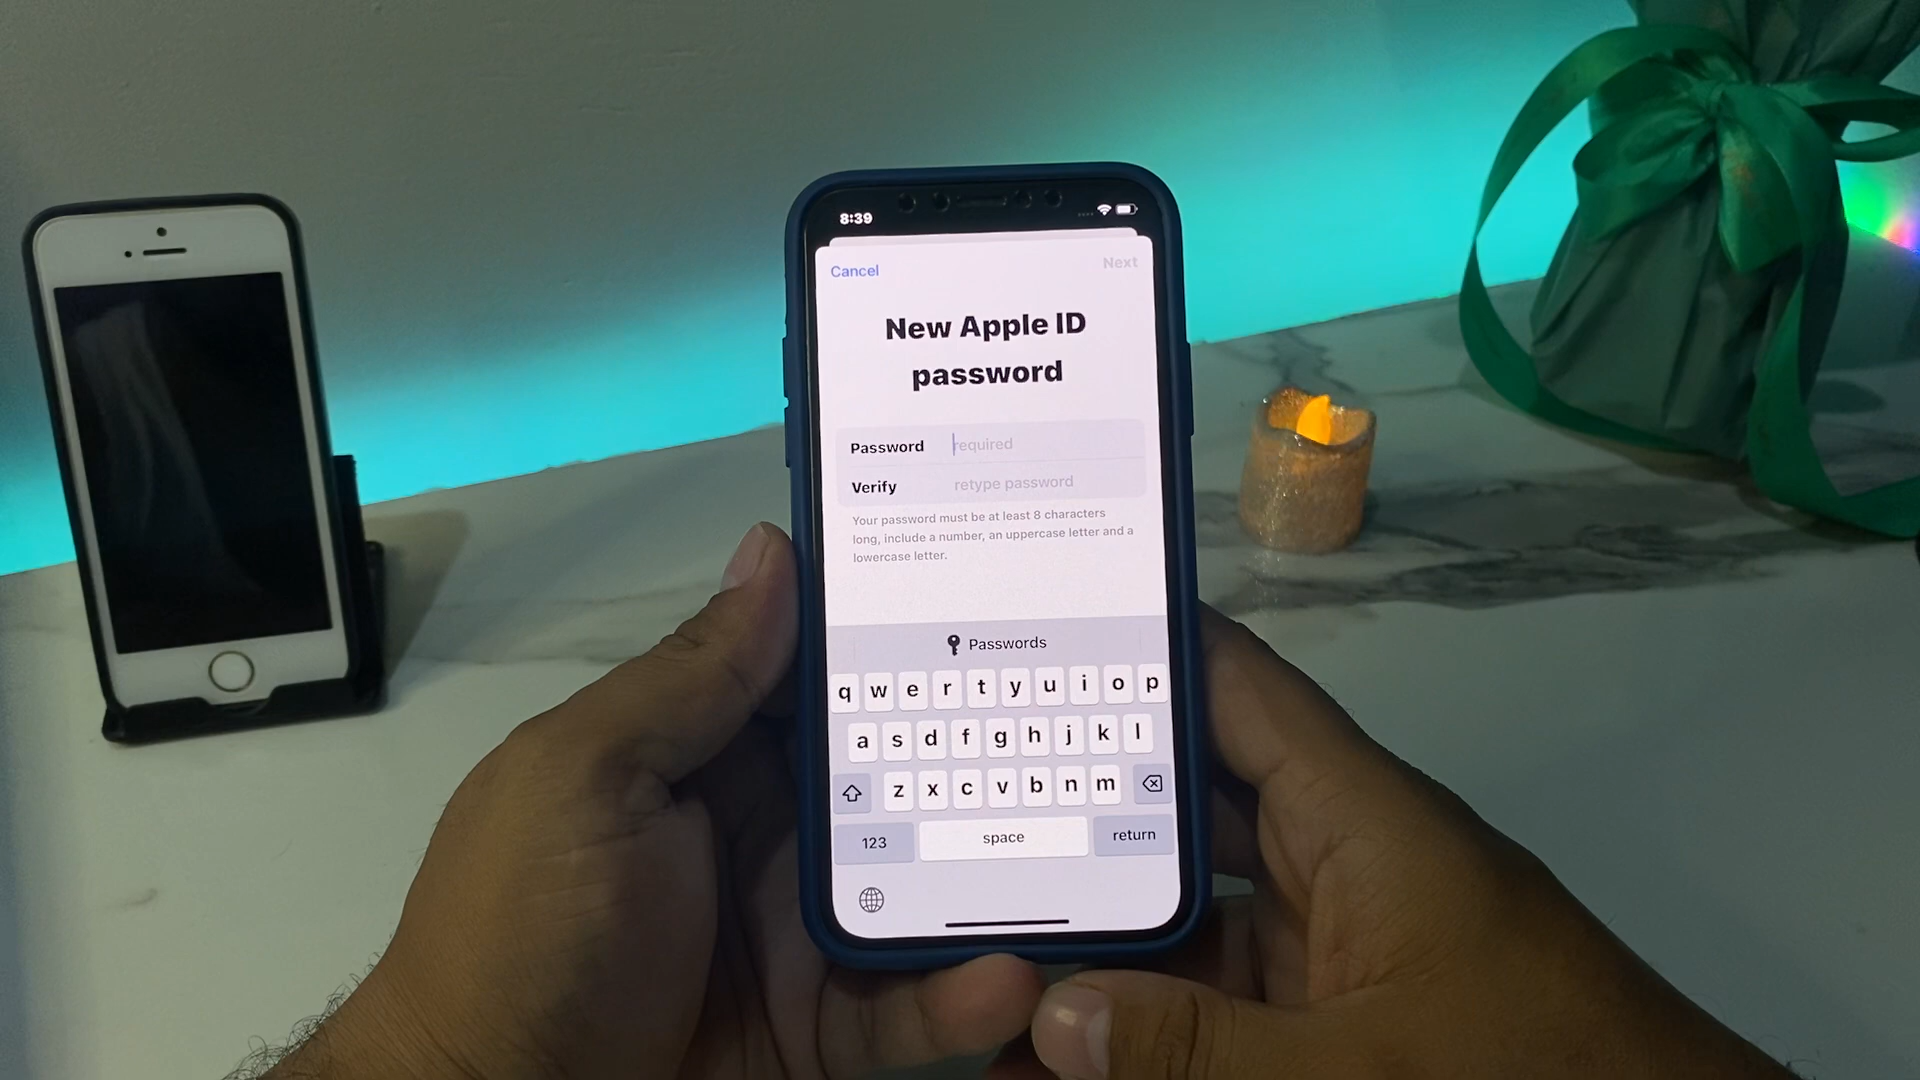 8:39
Cancel
Next
New Apple ID
password
Password required
Verify retype password
Your password must be at least 8 characters
long, include a number, an uppercase letter and a
lowercase letter.
Passwords
q w e r t y u i o p
a s d f g h j k l
z x c v b n m
123 space return